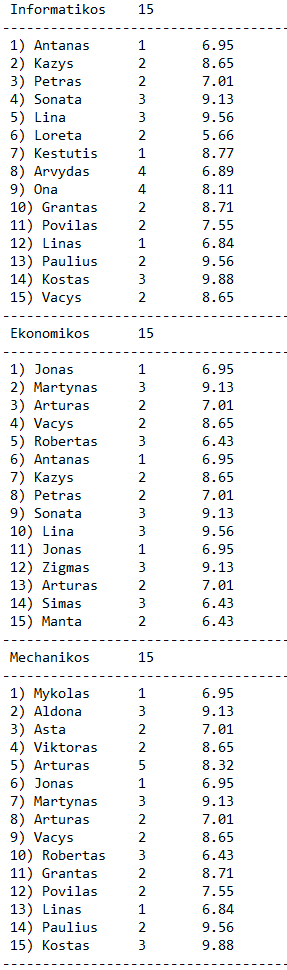 Informatikos 15
-----------------------------------
1) Antanas 1 6.95
2) Kazys 2 8.65
3) Petras 2 7.01
4) Sonata 3 9.13
5) Lina 3 9.56
6) Loreta 2 5.66
7) Kestutis 1 8.77
8) Arvydas 4 6.89
9) Ona 4 8.11
10) Grantas 2 8.71
11) Povilas 2 7.55
12) Linas 1 6.84
13) Paulius 2 9.56
14) Kostas 3 9.88
15) Vacys 2 8.65
-----------------------------------
Ekonomikos 15
-----------------------------------
1) Jonas 1 6.95
2) Martynas 3 9.13
3) Arturas 2 7.01
4) Vacys 2 8.65
5) Robertas 3 6.43
6) Antanas 1 6.95
7) Kazys 2 8.65
8) Petras 2 7.01
9) Sonata 3 9.13
10) Lina 3 9.56
11) Jonas 1 6.95
12) Zigmas 3 9.13
13) Arturas 2 7.01
14) Simas 3 6.43
15) Manta 2 6.43
-----------------------------------
Mechanikos 15
-----------------------------------
1) Mykolas 1 6.95
2) Aldona 3 9.13
3) Asta 2 7.01
4) Viktoras 2 8.65
5) Arturas 5 8.32
6) Jonas 1 6.95
7) Martynas 3 9.13
8) Arturas 2 7.01
9) Vacys 2 8.65
10) Robertas 3 6.43
11) Grantas 2 8.71
12) Povilas 2 7.55
13) Linas 1 6.84
14) Paulius 2 9.56
15) Kostas 3 9.88
-----------------------------------